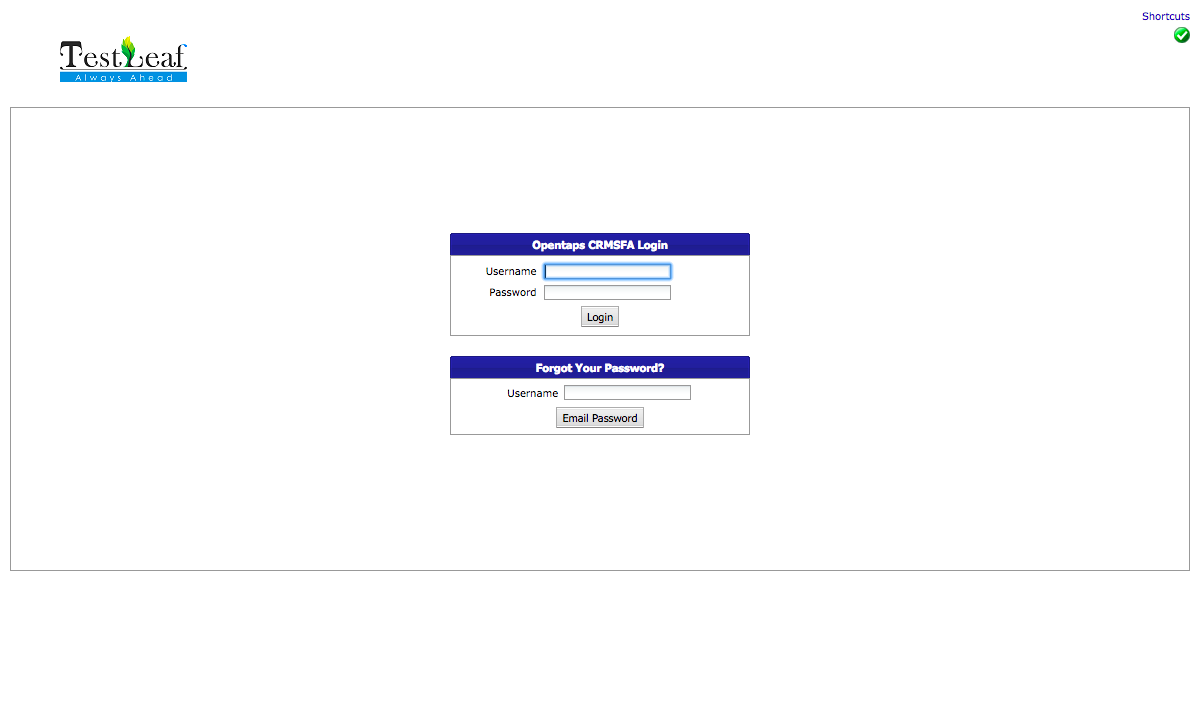 Shortcuts
TestLeaf
Always Ahead
Opentaps CRMSFA Login
Username
Password
Login
Forgot Your Password?
Username
Email Password